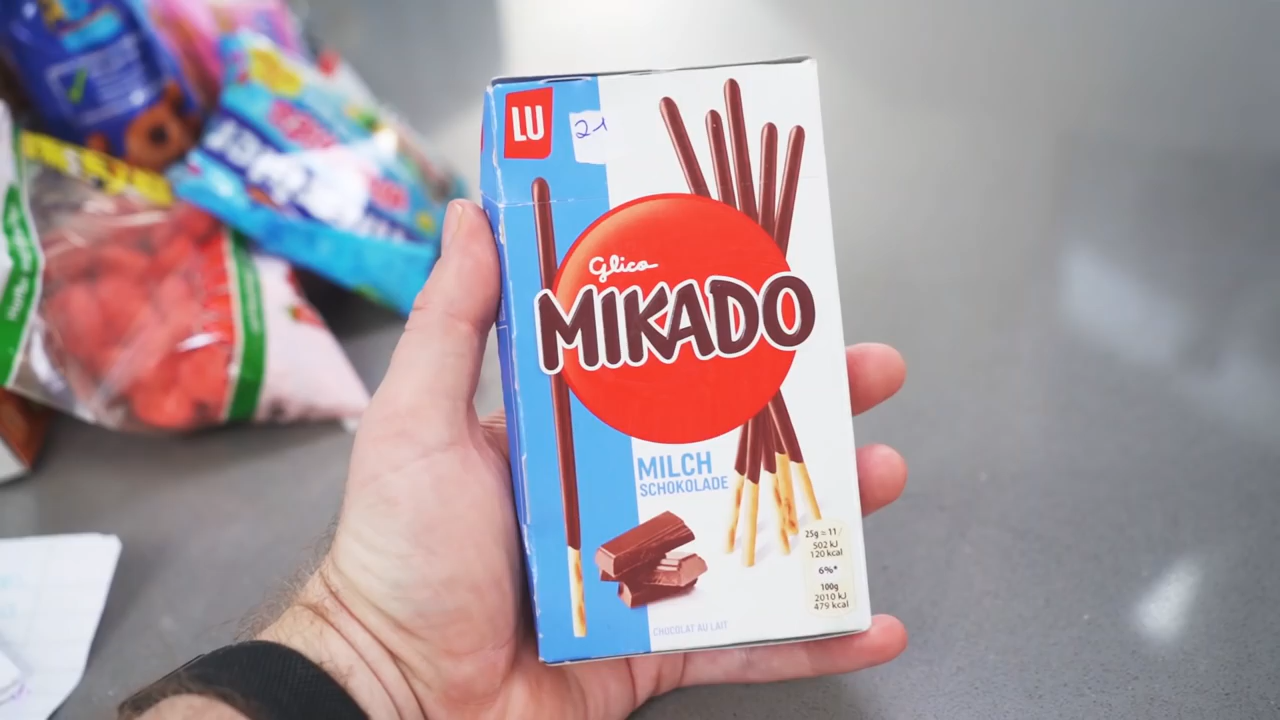 LU
21
Glico
MIKADO
MILCH
SCHOKOLADE
25g = 11/
502 kJ
120 kcal
6%*
100g
2010 kJ
479 kcal
CHOCOLAT AU LAIT